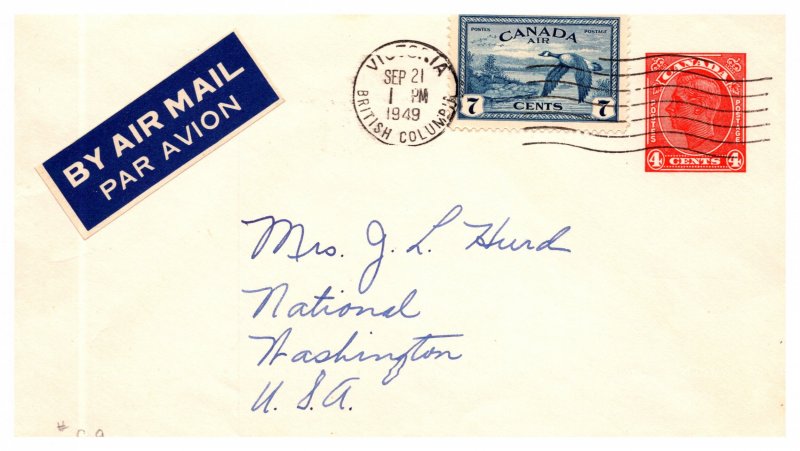 BY AIR MAIL
PAR AVION
VICTORIA
SEP 21
1 PM
1949
BRITISH COLUMBIA
POSTES POSTAGE
CANADA
AIR
7 CENTS 7
CANADA
POSTES POSTAGE
4 CENTS 4
Mrs. J. L. Hurd
National
Washington
U. S. A.